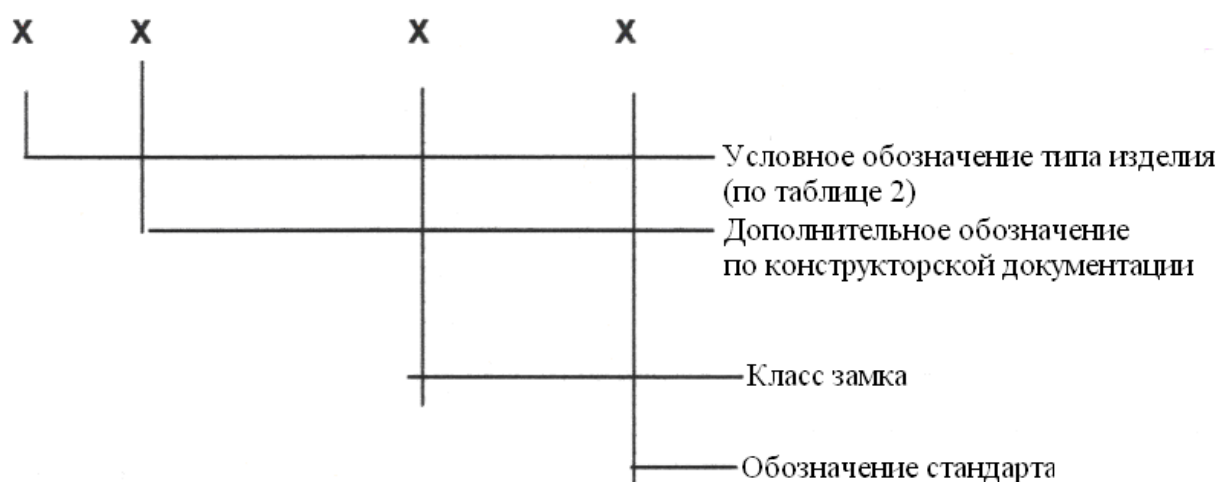 X X X X
Условное обозначение типа изделия
(по таблице 2)
Дополнительное обозначение
по конструкторской документации
Класс замка
Обозначение стандарта